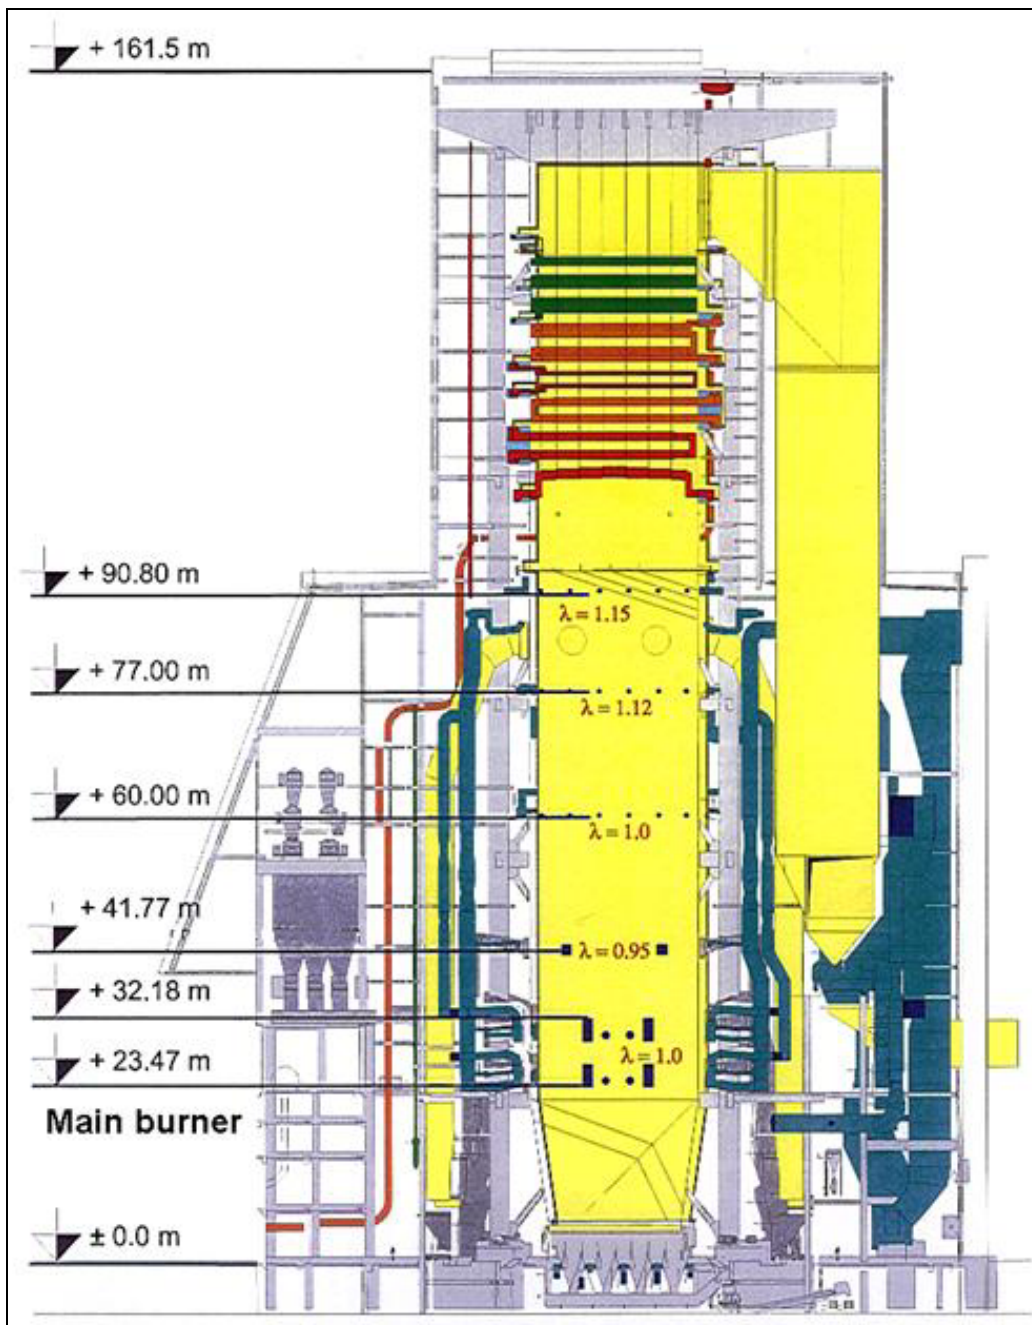 + 161.5 m
+ 90.80 m
λ = 1.15
+ 77.00 m
λ = 1.12
+ 60.00 m
λ = 1.0
+ 41.77 m
λ = 0.95
+ 32.18 m
λ = 1.0
+ 23.47 m
Main burner
± 0.0 m